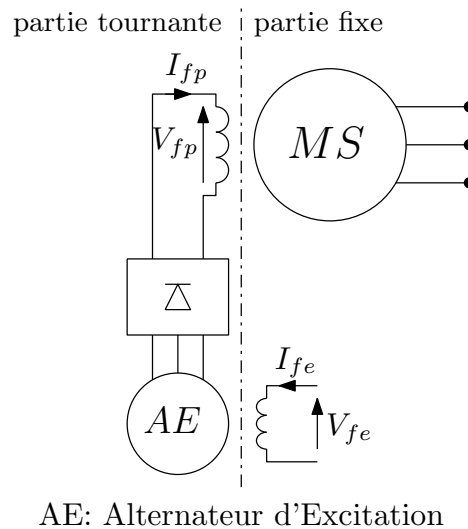 partie tournante
partie fixe
I_{fp}
V_{fp}
MS
I_{fe}
AE
V_{fe}
AE: Alternateur d'Excitation